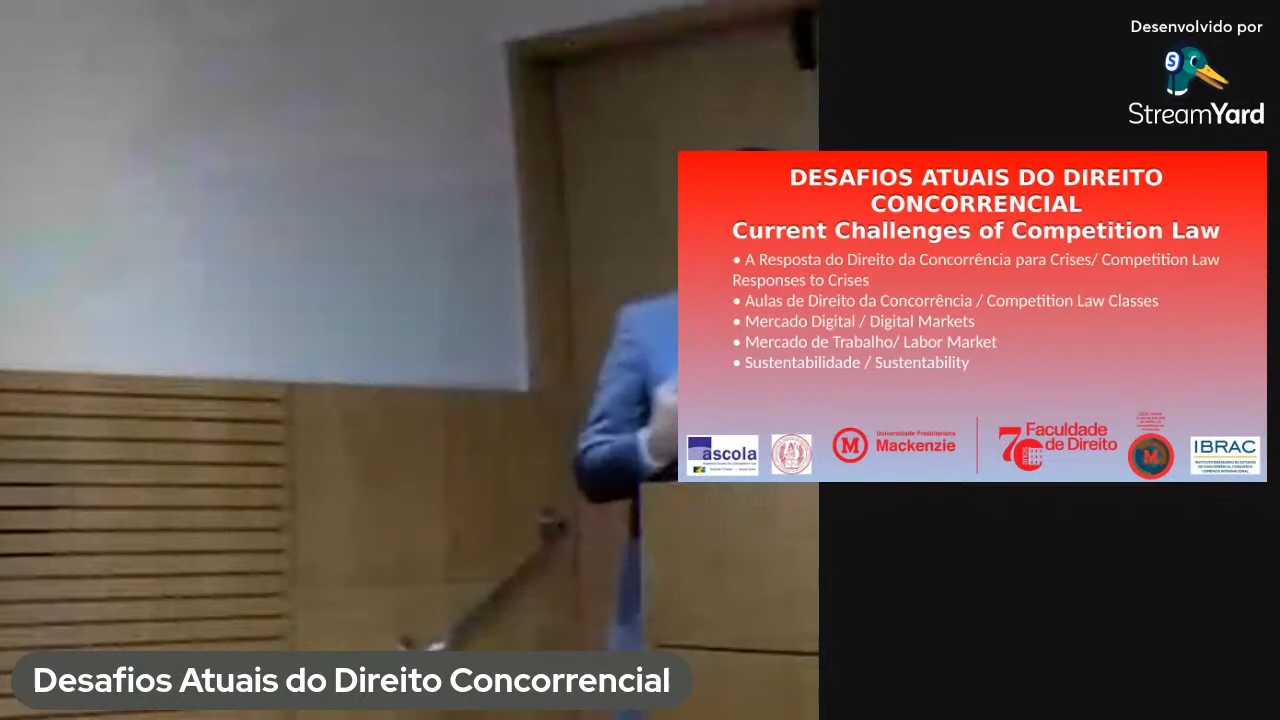 Desenvolvido por
StreamYard
DESAFIOS ATUAIS DO DIREITO
CONCORRENCIAL
Current Challenges of Competition Law
• A Resposta do Direito da Concorrência para Crises/ Competition Law
Responses to Crises
• Aulas de Direito da Concorrência / Competition Law Classes
• Mercado Digital / Digital Markets
• Mercado de Trabalho/ Labor Market
• Sustentabilidade / Sustentability
ascola
Universidade Presbiteriana
Mackenzie
70 Faculdade
de Direito
IBRAC
Desafios Atuais do Direito Concorrencial